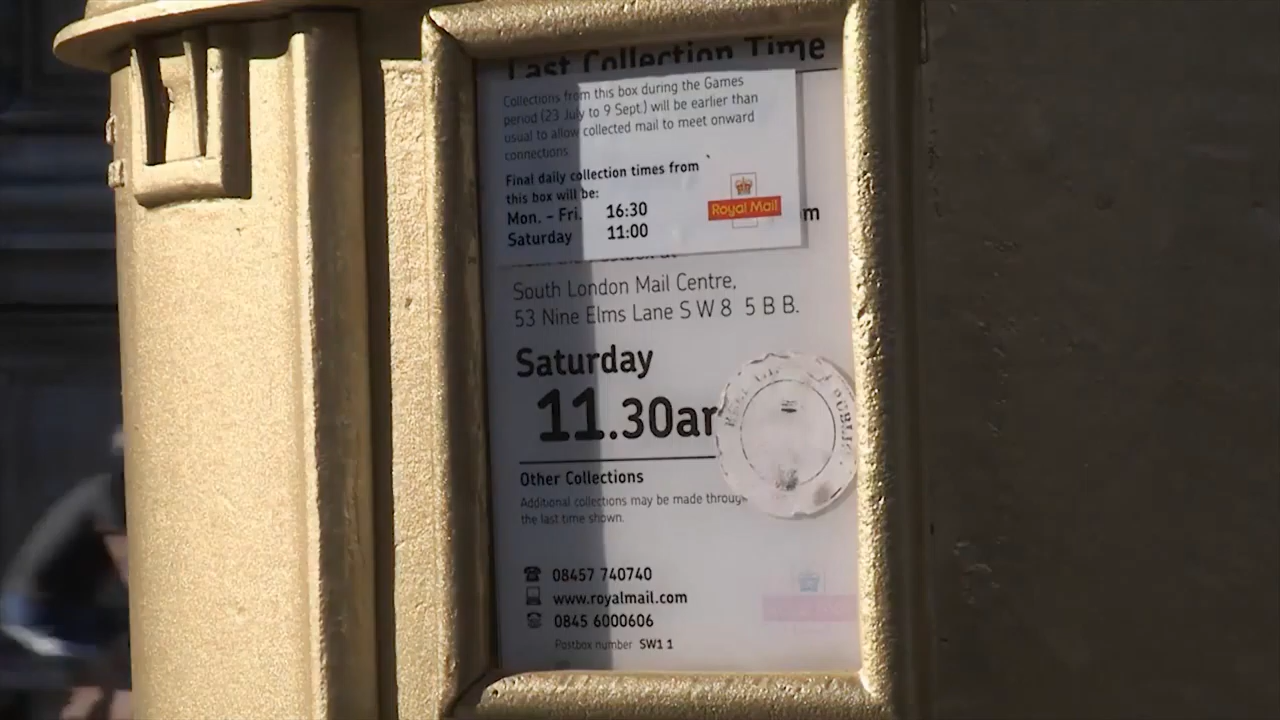 Last Collection Time
Collections from this box during the Games
period (23 July to 9 Sept.) will be earlier than
usual to allow collected mail to meet onward
connections
Final daily collection times from
this box will be:
Mon. - Fri. 16:30
Saturday 11:00
Royal Mail
m
South London Mail Centre,
53 Nine Elms Lane SW8 5BB.
Saturday
11.30a
Other Collections
Additional collections may be made throug
the last time shown.
08457 740740
www.royalmail.com
0845 6000606
Postbox number SW1 1
PUBLIC